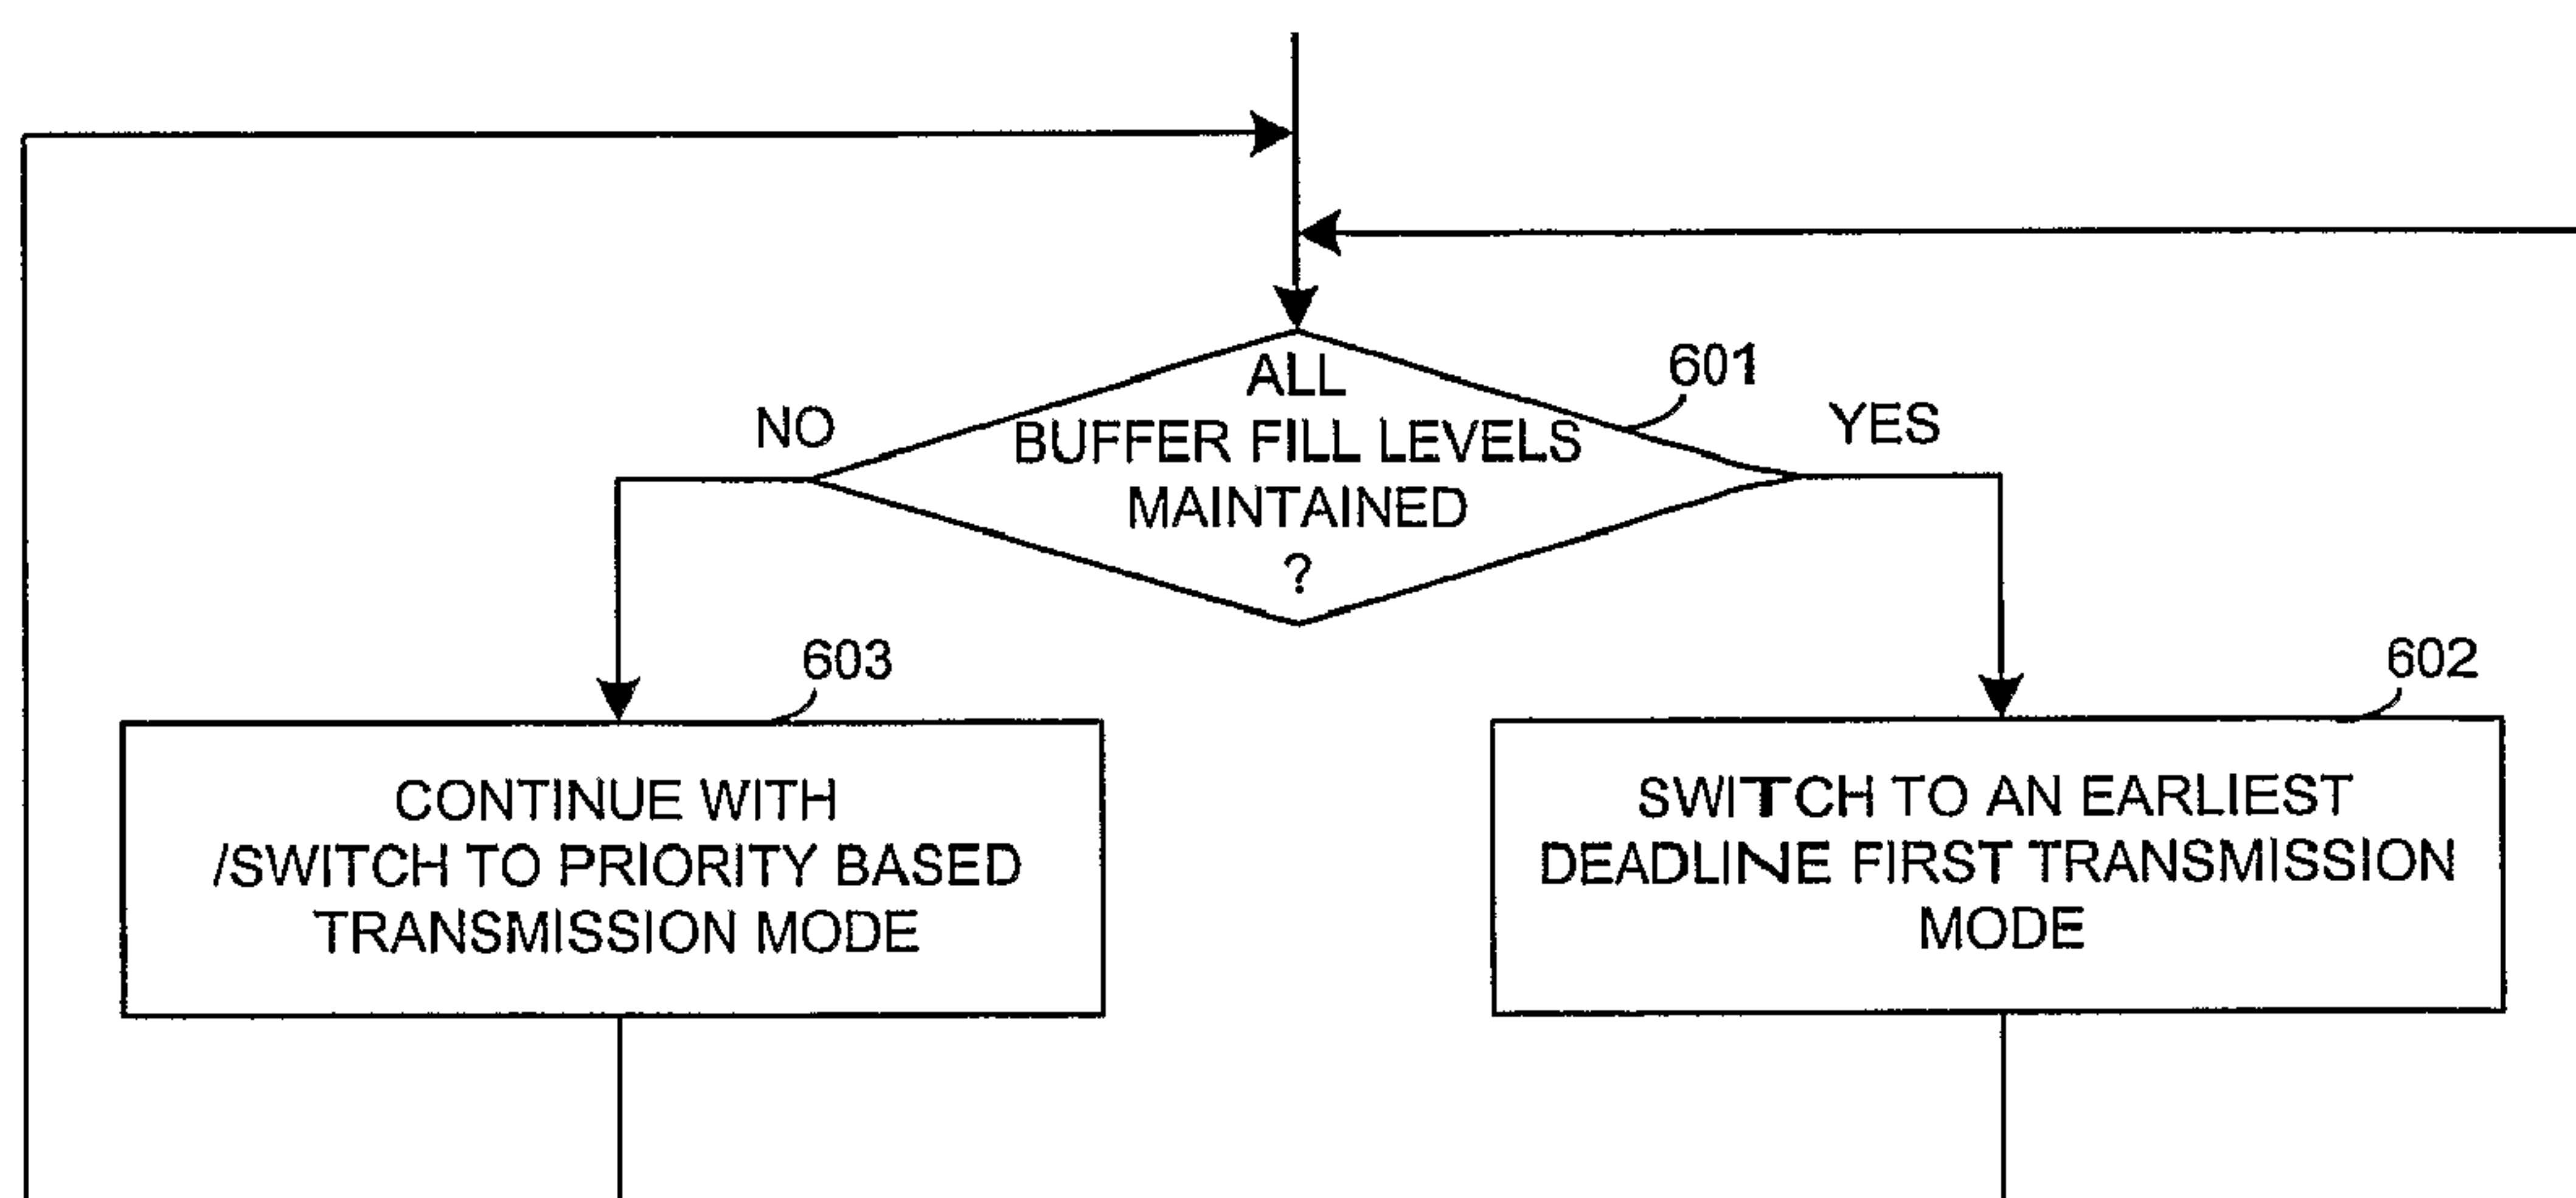 ALL
BUFFER FILL LEVELS
MAINTAINED
?
601
NO
YES
603
CONTINUE WITH
/SWITCH TO PRIORITY BASED
TRANSMISSION MODE
602
SWITCH TO AN EARLIEST
DEADLINE FIRST TRANSMISSION
MODE